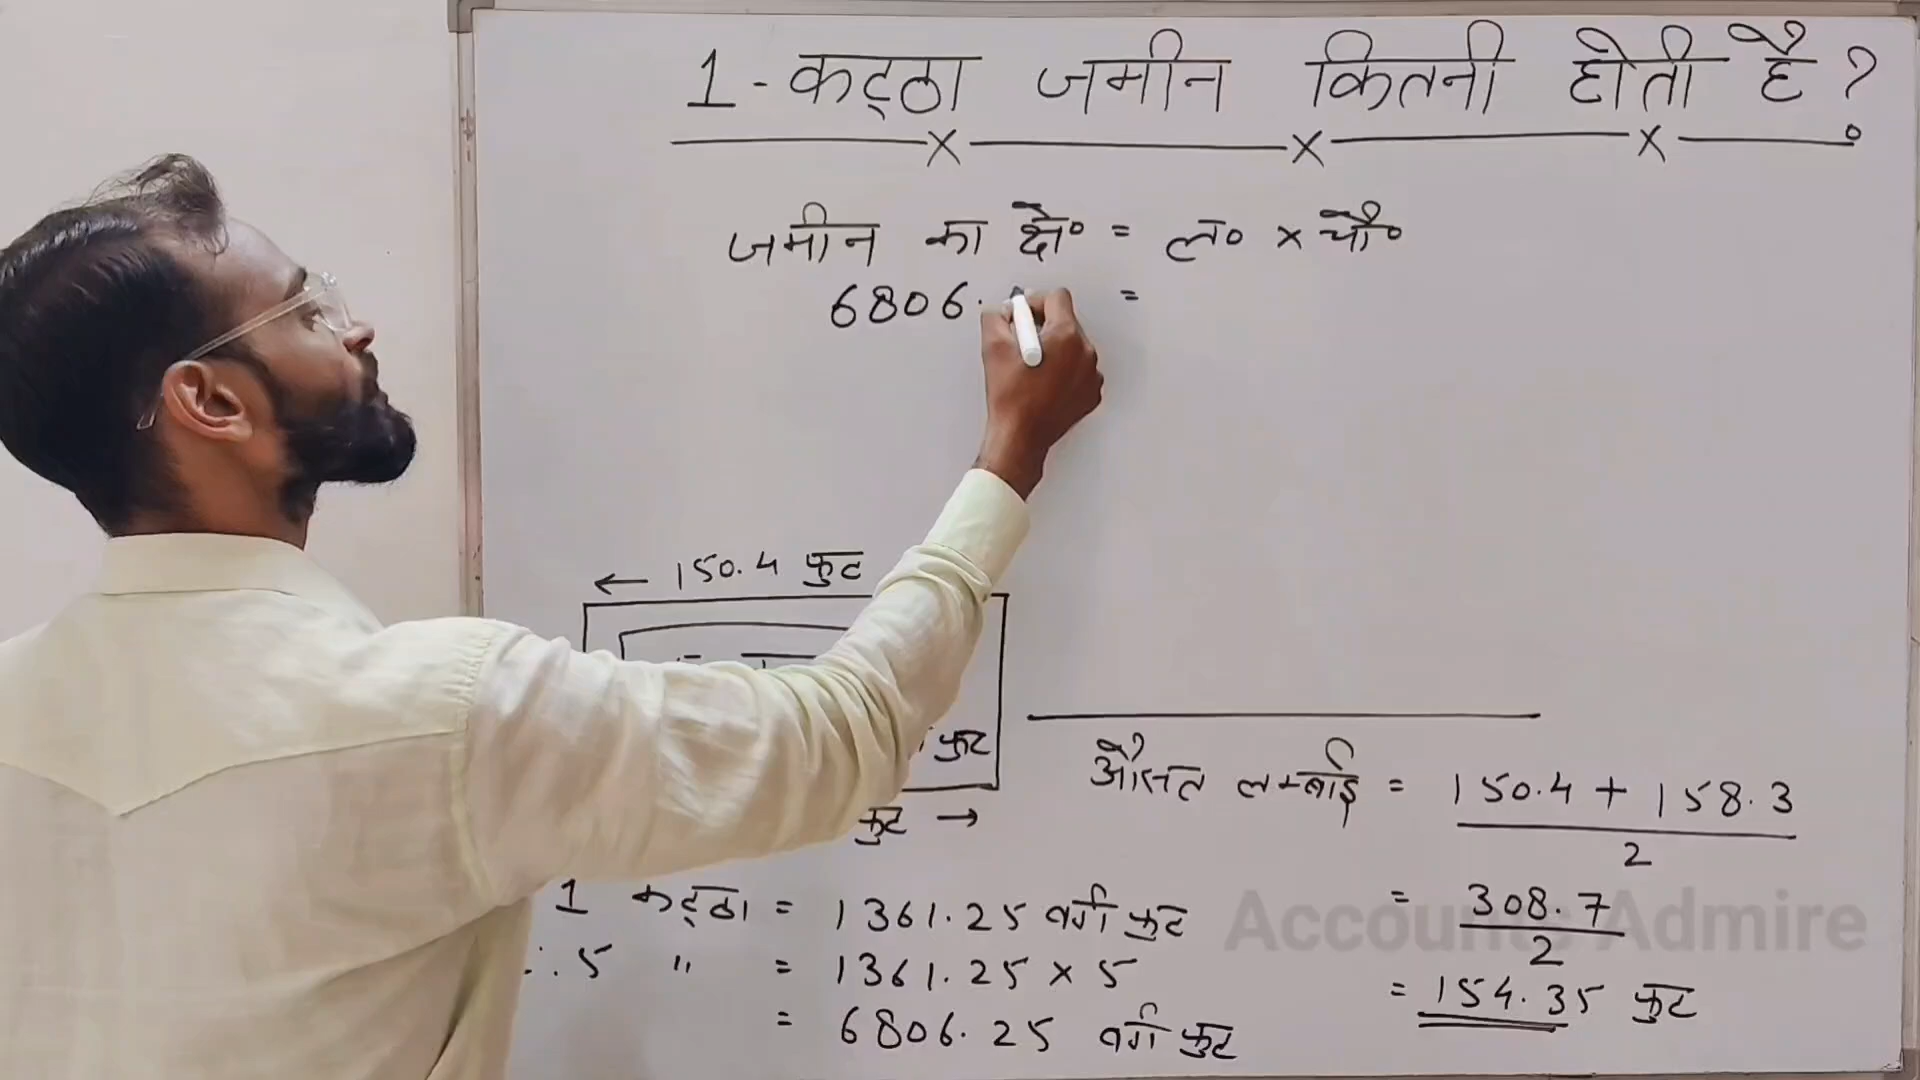 1 - कट्ठा जमीन कितनी होती है ?
जमीन का क्षे० = ल० × चौ०
6806. =
← 150.4 फुट
फुट
फुट →
औसत लम्बाई = 150.4 + 158.3
2
= 308.7
2
= 154.35 फुट
1 कट्ठा = 1361.25 वर्ग फुट
∴ 5 " = 1361.25 × 5
= 6806.25 वर्ग फुट
Accounts Admire